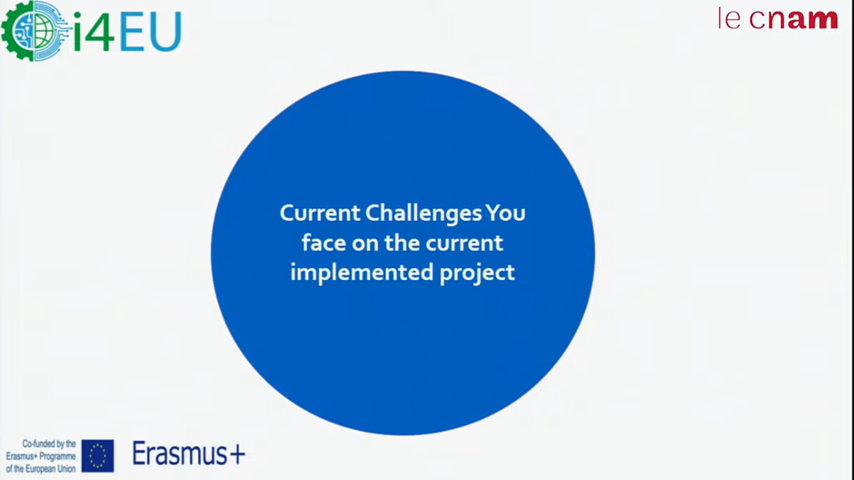 i4EU
le cnam
Current Challenges You
face on the current
implemented project
Co-funded by the
Erasmus+ Programme
of the European Union
Erasmus+